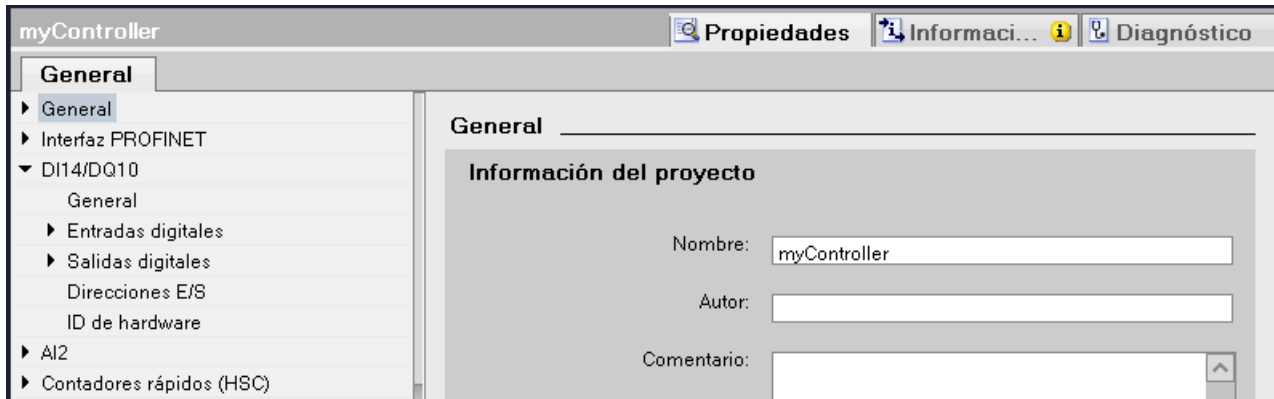 myController
Propiedades
Informaci...
Diagnóstico
General
General
Interfaz PROFINET
DI14/DQ10
General
Entradas digitales
Salidas digitales
Direcciones E/S
ID de hardware
AI2
Contadores rápidos (HSC)
General
Información del proyecto
Nombre: myController
Autor:
Comentario: